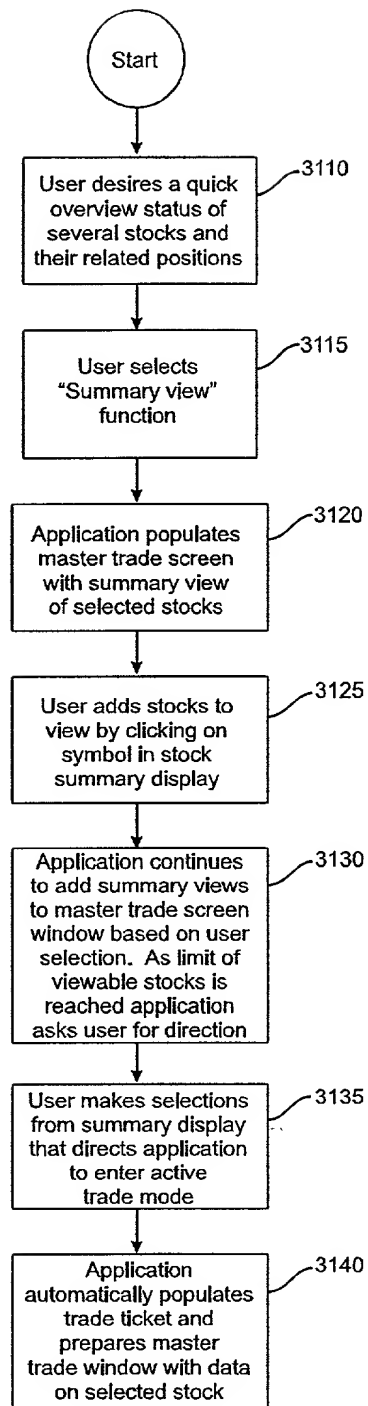 Start
3110
User desires a quick
overview status of
several stocks and
their related positions
3115
User selects
“Summary view”
function
3120
Application populates
master trade screen
with summary view
of selected stocks
3125
User adds stocks to
view by clicking on
symbol in stock
summary display
3130
Application continues
to add summary views
to master trade screen
window based on user
selection. As limit of
viewable stocks is
reached application
asks user for direction
3135
User makes selections
from summary display
that directs application
to enter active
trade mode
3140
Application
automatically populates
trade ticket and
prepares master
trade window with data
on selected stock